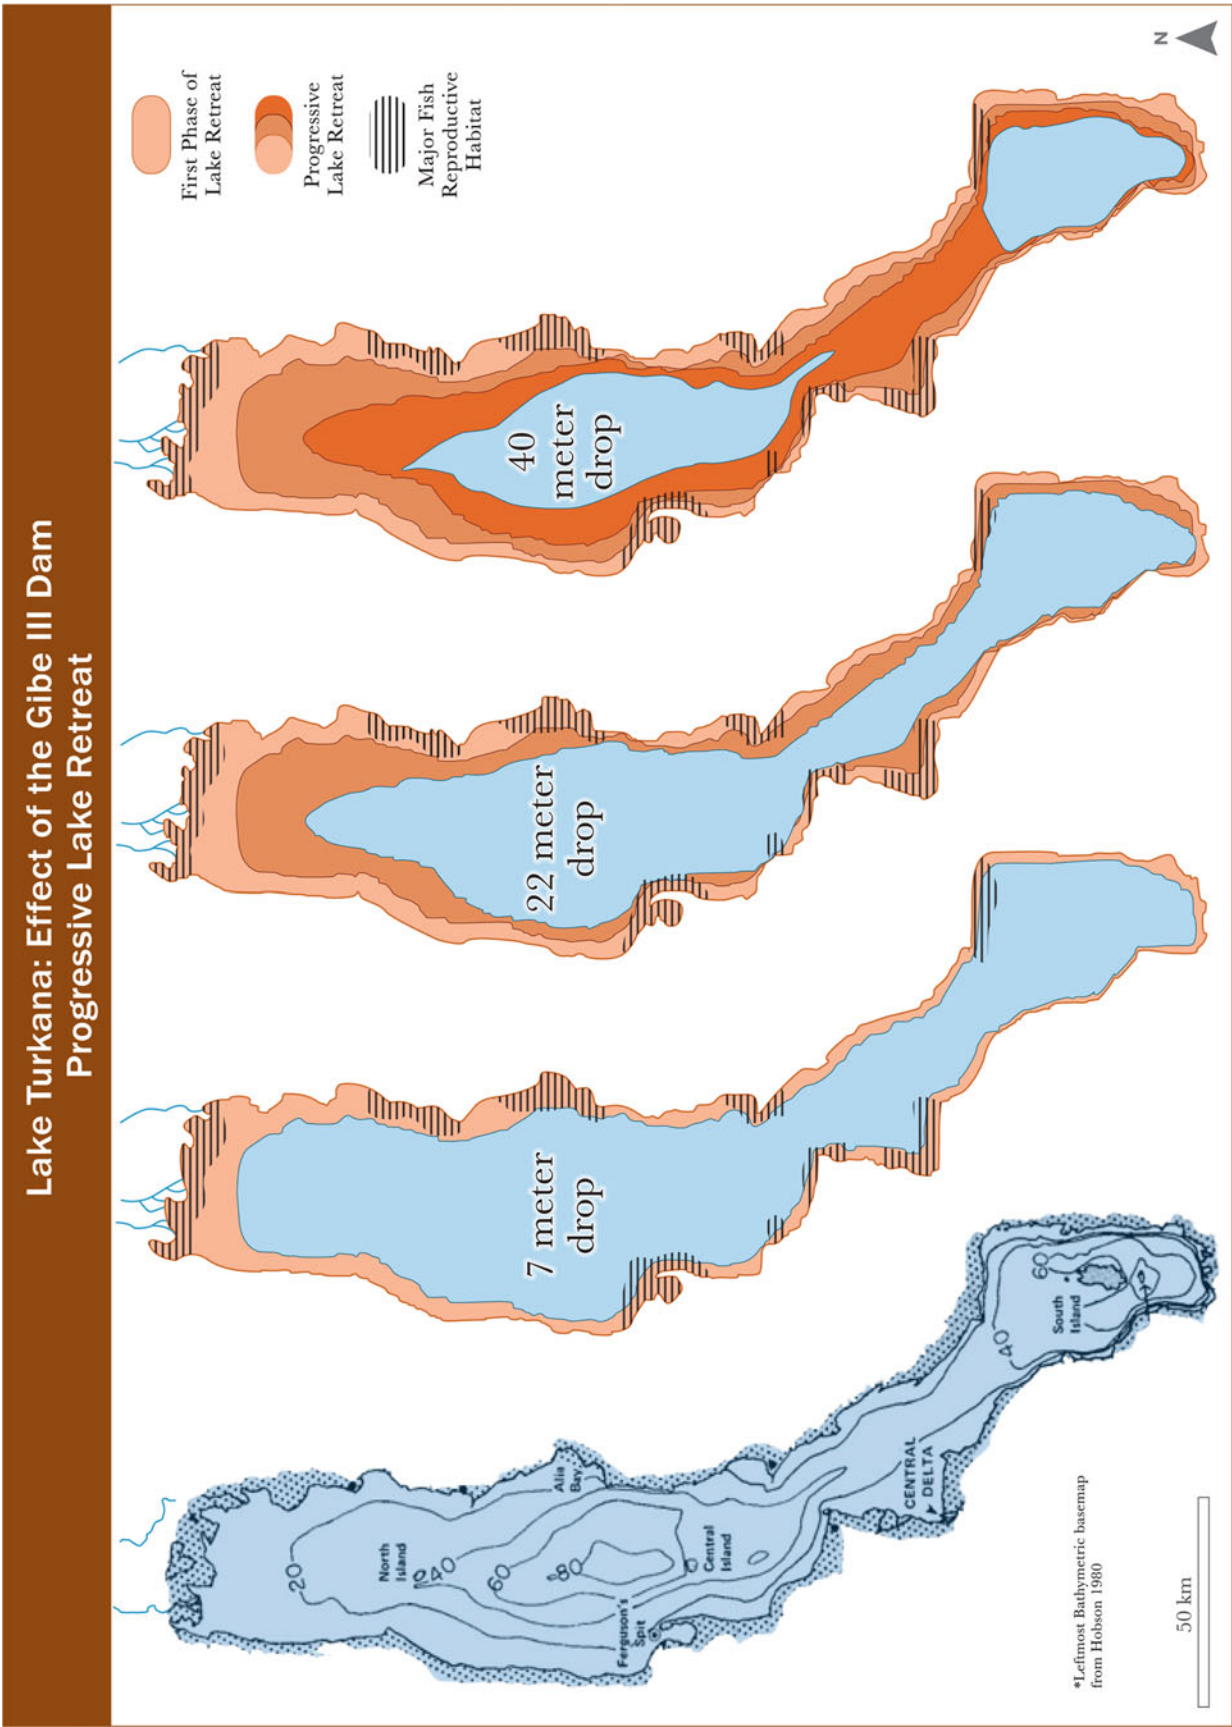 Lake Turkana: Effect of the Gibe III Dam
Progressive Lake Retreat
First Phase of
Lake Retreat
Progressive
Lake Retreat
Major Fish
Reproductive
Habitat
N
7 meter
drop
22 meter
drop
40
meter
drop
20
North
Island
40
60
80
Alia
Bay
Ferguson's
Spit
Central
Island
CENTRAL
DELTA
40
60
South
Island
*Leftmost Bathymetric basemap
from Hobson 1980
50 km